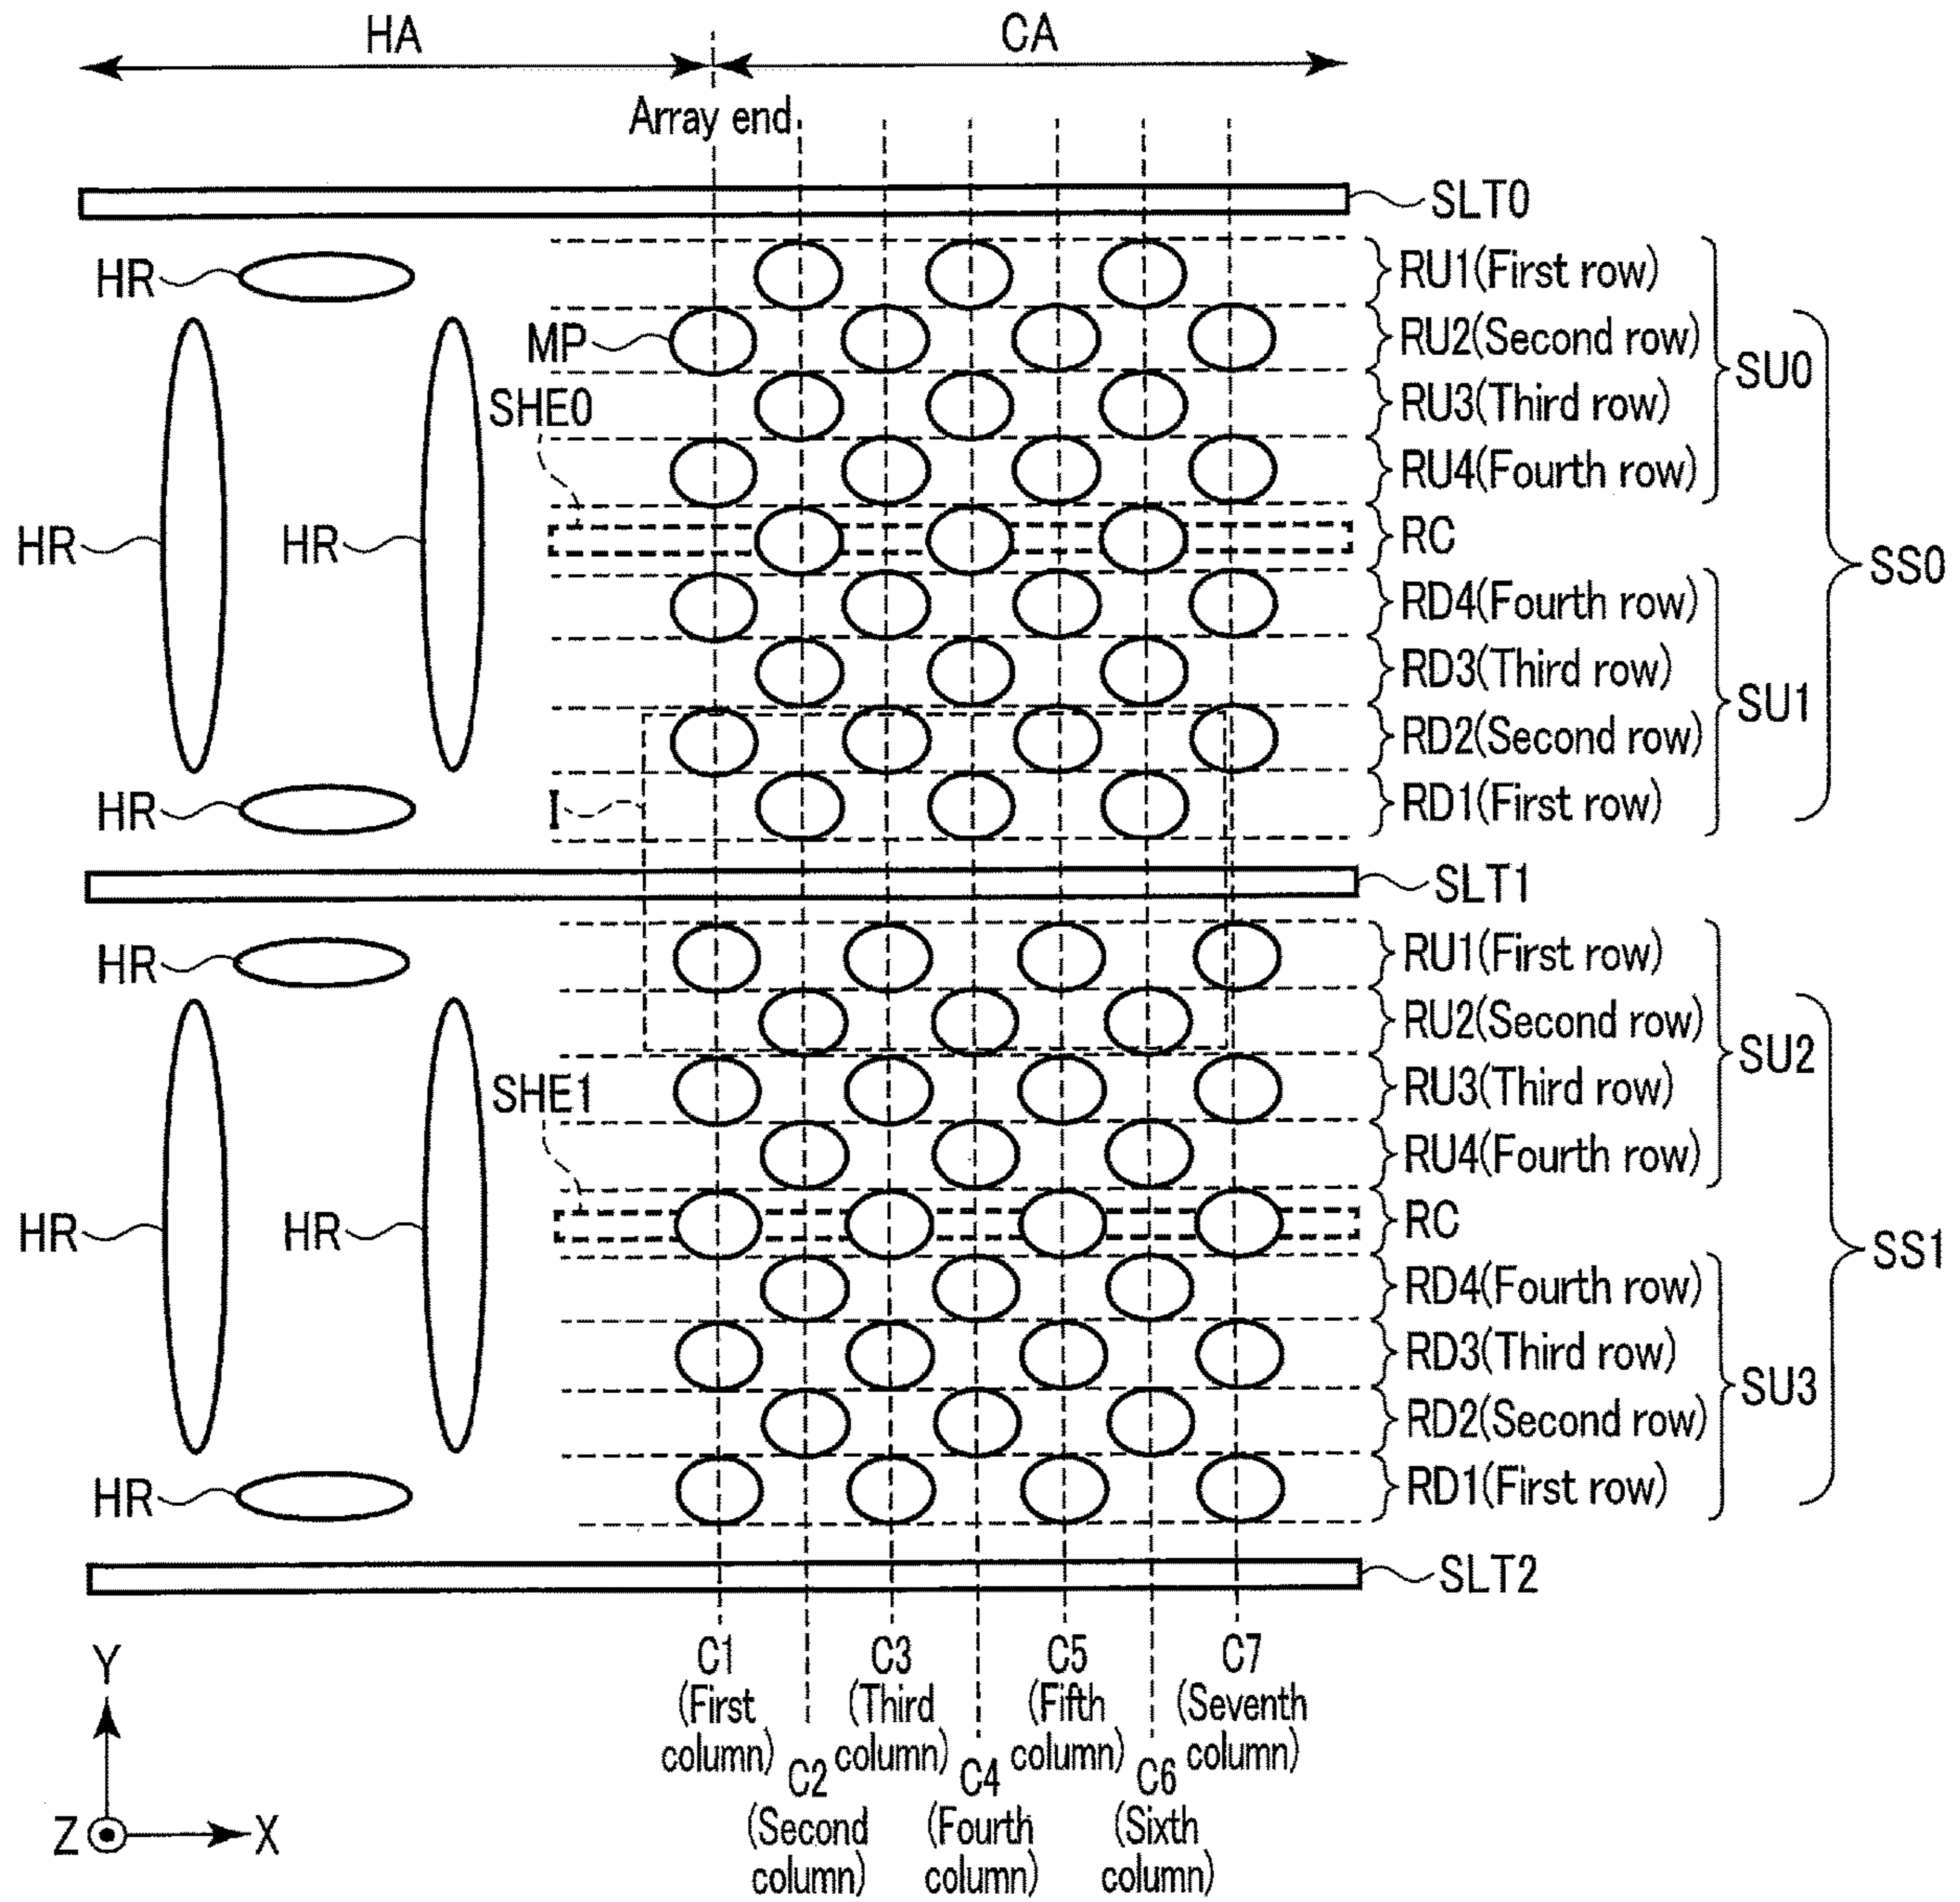 HA
CA
Array end
SLT0
HR
RU1(First row)
MP
RU2(Second row)
SU0
SHE0
RU3(Third row)
RU4(Fourth row)
HR
HR
RC
SS0
RD4(Fourth row)
RD3(Third row)
SU1
RD2(Second row)
HR
I
RD1(First row)
SLT1
HR
RU1(First row)
RU2(Second row)
SU2
SHE1
RU3(Third row)
RU4(Fourth row)
HR
HR
RC
SS1
RD4(Fourth row)
RD3(Third row)
SU3
RD2(Second row)
HR
RD1(First row)
SLT2
C1
(First
column)
C3
(Third
column)
C5
(Fifth
column)
C7
(Seventh
column)
C2
(Second
column)
C4
(Fourth
column)
C6
(Sixth
column)
Y
Z
X